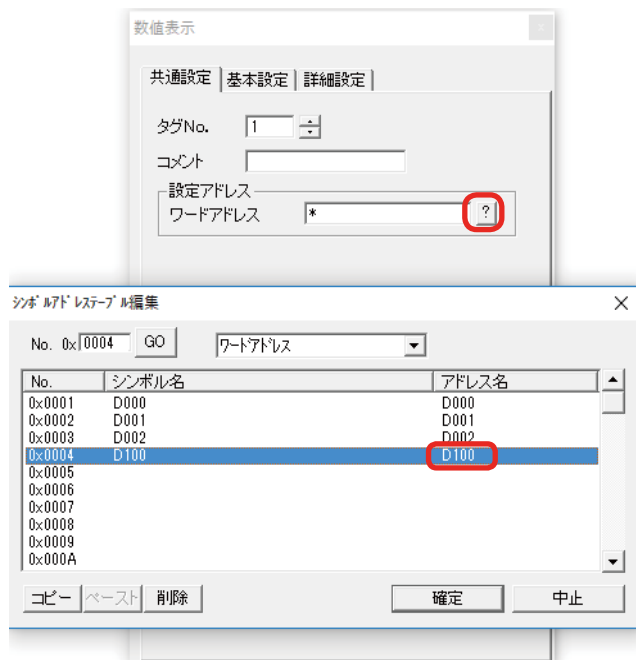 数値表示
x
共通設定 基本設定 詳細設定
タグNo. 1
コメント
設定アドレス
ワードアドレス * ?
シンボルアドレステーブル編集 ×
No. 0x 0004 GO ワードアドレス
No. シンボル名 アドレス名
0x0001 D000 D000
0x0002 D001 D001
0x0003 D002 D002
0x0004 D100 D100
0x0005
0x0006
0x0007
0x0008
0x0009
0x000A
コピー ペースト 削除 確定 中止